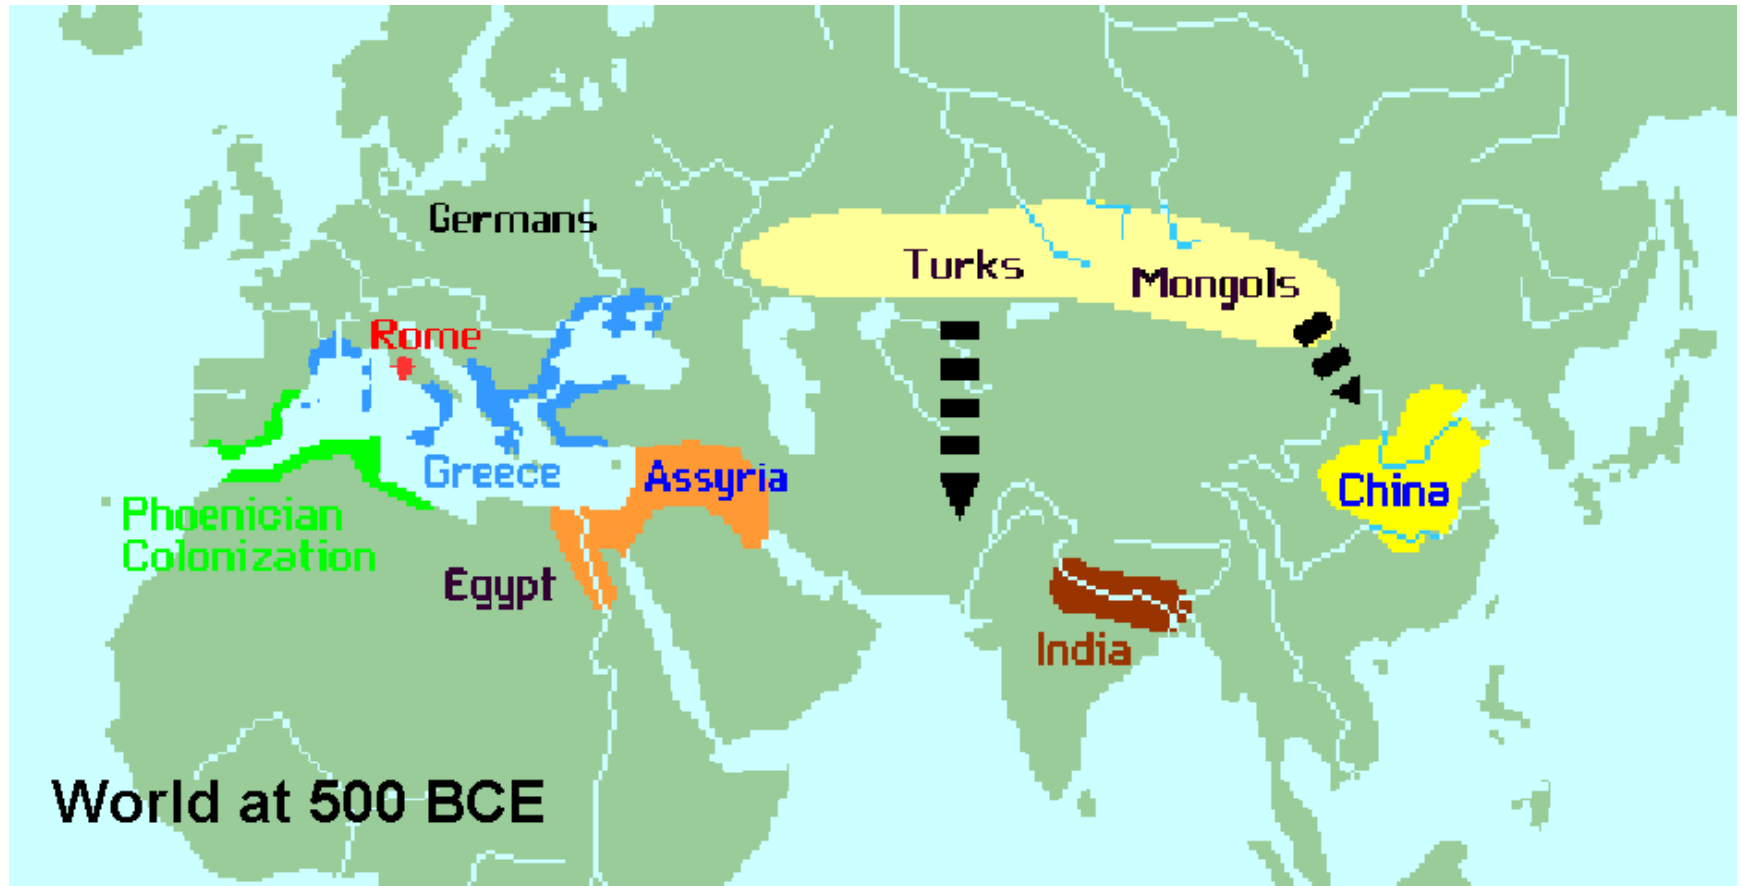 Germans
Turks
Mongols
Rome
Greece
Assyria
China
Phoenician
Colonization
Egypt
India
World at 500 BCE